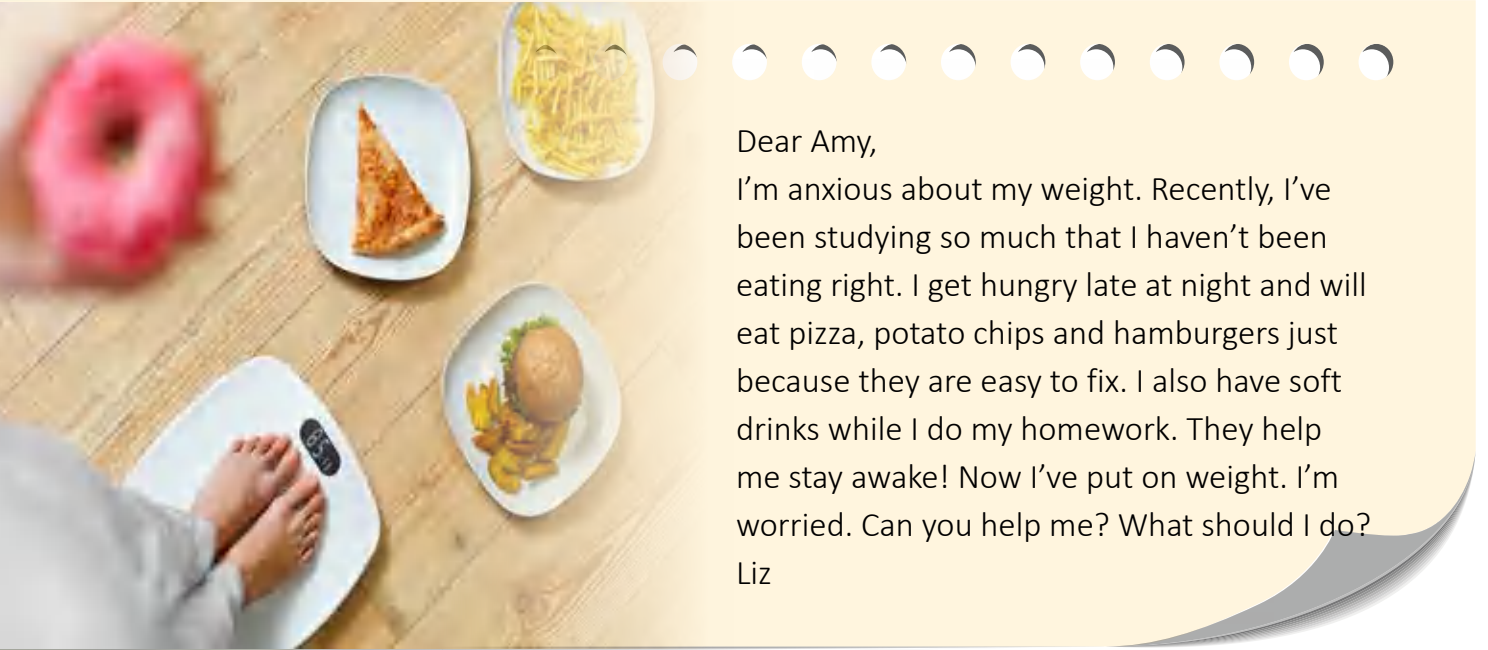 Dear Amy,
I’m anxious about my weight. Recently, I’ve
been studying so much that I haven’t been
eating right. I get hungry late at night and will
eat pizza, potato chips and hamburgers just
because they are easy to fix. I also have soft
drinks while I do my homework. They help
me stay awake! Now I’ve put on weight. I’m
worried. Can you help me? What should I do?
Liz